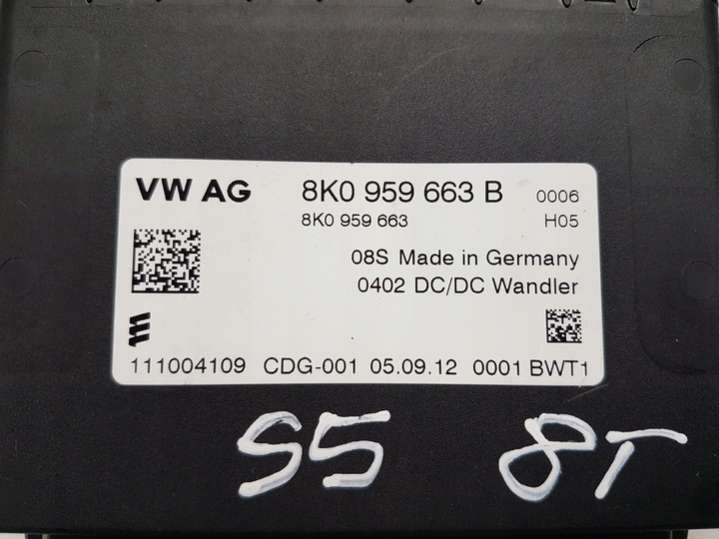 VW AG 8K0 959 663 B 0006
8K0 959 663 H05
08S Made in Germany
0402 DC/DC Wandler
111004109 CDG-001 05.09.12 0001 BWT1
S5 8T